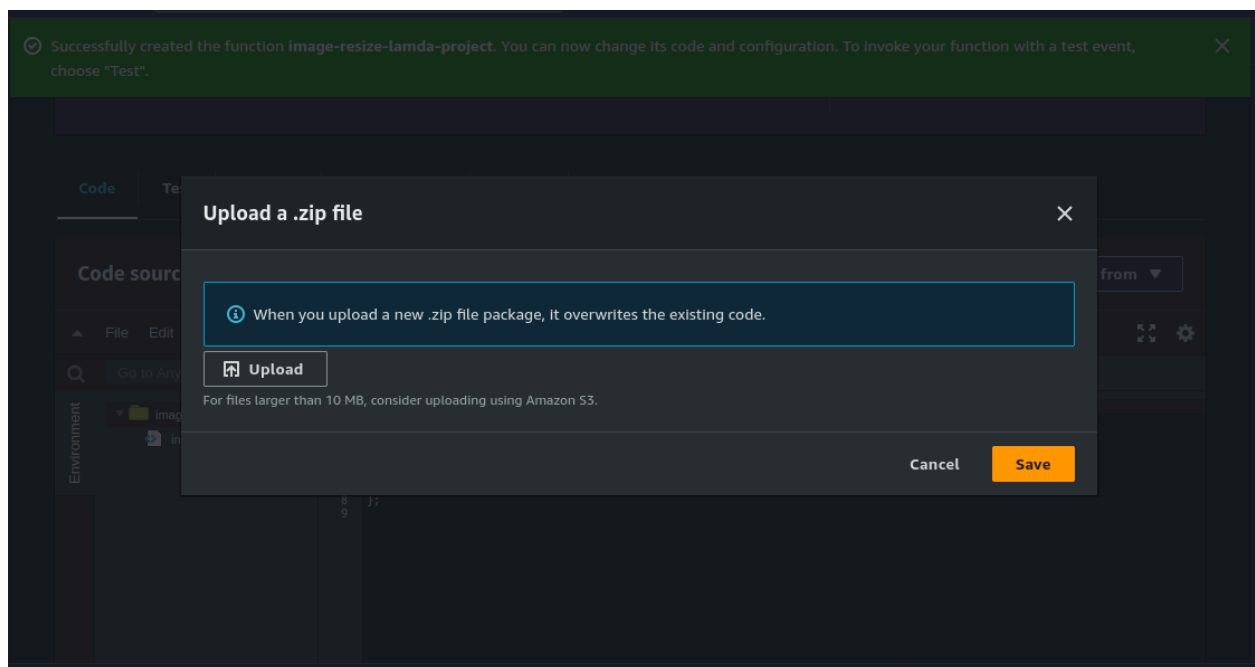 Successfully created the function image-resize-lamda-project. You can now change its code and configuration. To invoke your function with a test event,
choose "Test".
Code
Upload a .zip file
Code sourc
from
When you upload a new .zip file package, it overwrites the existing code.
File Edit
Upload
For files larger than 10 MB, consider uploading using Amazon S3.
Environment
Cancel
Save
8 };
9